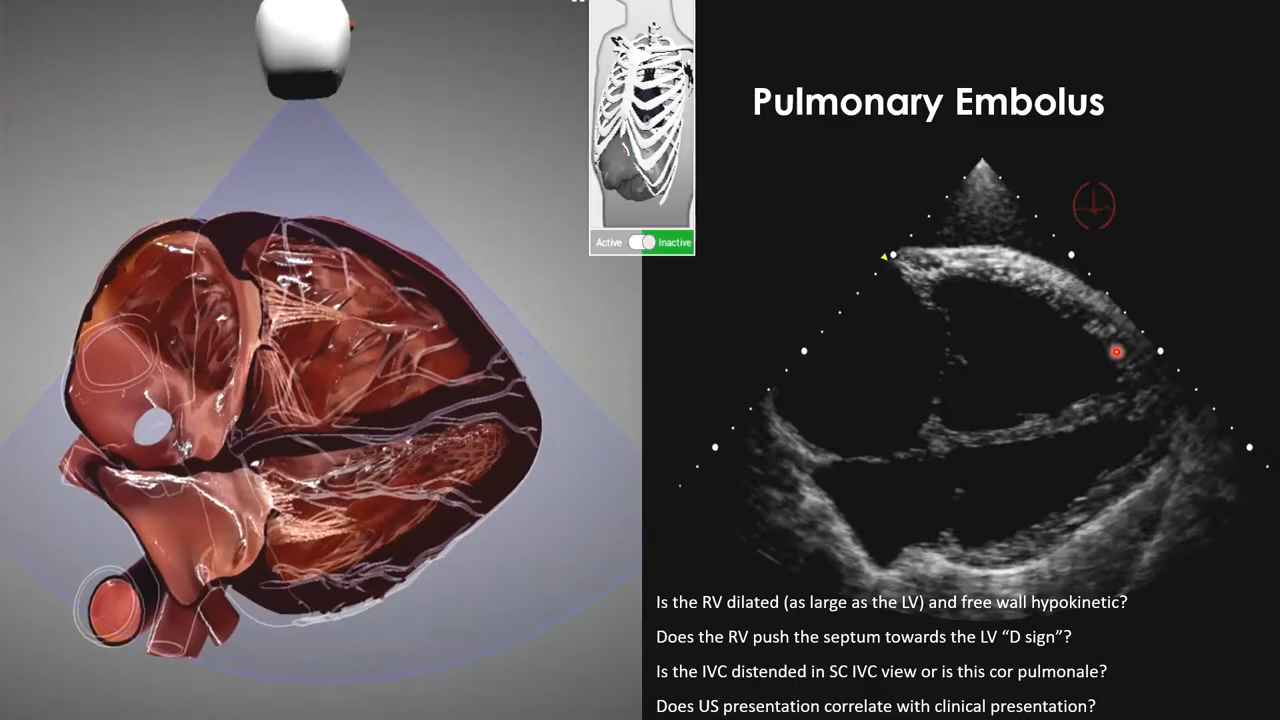 Active Inactive
Pulmonary Embolus
Is the RV dilated (as large as the LV) and free wall hypokinetic?
Does the RV push the septum towards the LV “D sign”?
Is the IVC distended in SC IVC view or is this cor pulmonale?
Does US presentation correlate with clinical presentation?